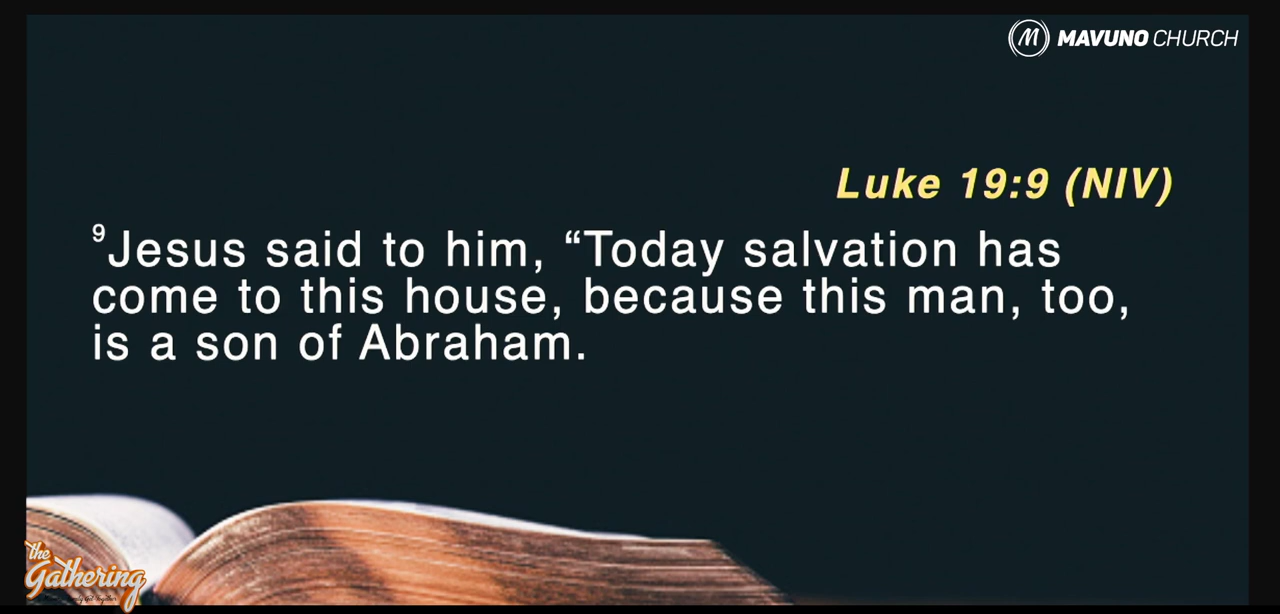 MAVUNO CHURCH
Luke 19:9 (NIV)
9Jesus said to him, “Today salvation has
come to this house, because this man, too,
is a son of Abraham.
the
Gathering